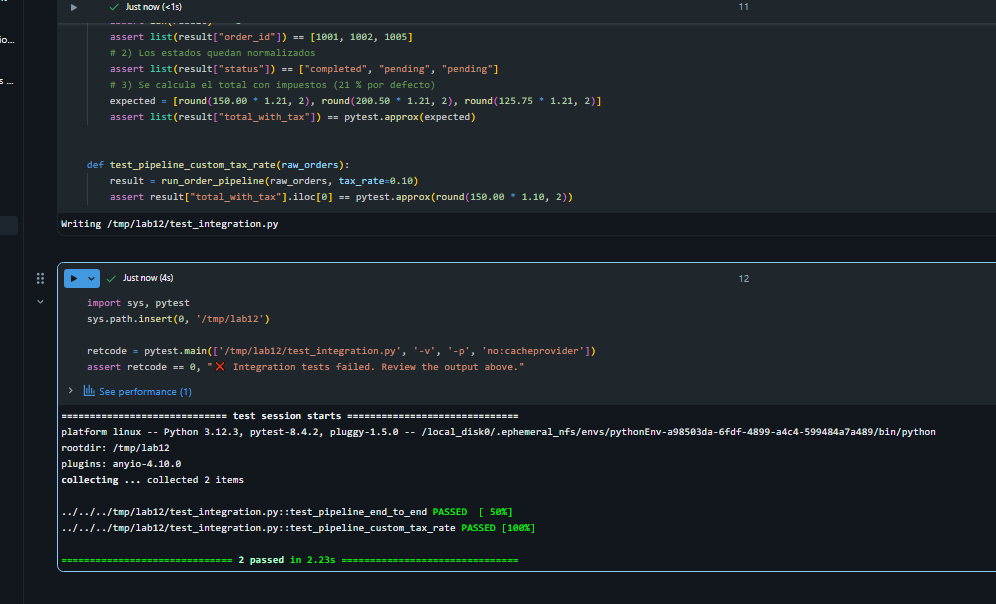 io...
s ...
Just now (<1s)
11
assert list(result["order_id"]) == [1001, 1002, 1005]
# 2) Los estados quedan normalizados
assert list(result["status"]) == ["completed", "pending", "pending"]
# 3) Se calcula el total con impuestos (21 % por defecto)
expected = [round(150.00 * 1.21, 2), round(200.50 * 1.21, 2), round(125.75 * 1.21, 2)]
assert list(result["total_with_tax"]) == pytest.approx(expected)
def test_pipeline_custom_tax_rate(raw_orders):
result = run_order_pipeline(raw_orders, tax_rate=0.10)
assert result["total_with_tax"].iloc[0] == pytest.approx(round(150.00 * 1.10, 2))
Writing /tmp/lab12/test_integration.py
Just now (4s)
12
import sys, pytest
sys.path.insert(0, '/tmp/lab12')
retcode = pytest.main(['/tmp/lab12/test_integration.py', '-v', '-p', 'no:cacheprovider'])
assert retcode == 0, "❌ Integration tests failed. Review the output above."
See performance (1)
============================= test session starts ==============================
platform linux -- Python 3.12.3, pytest-8.4.2, pluggy-1.5.0 -- /local_disk0/.ephemeral_nfs/envs/pythonEnv-a98503da-6fdf-4899-a4c4-599484a7a489/bin/python
rootdir: /tmp/lab12
plugins: anyio-4.10.0
collecting ... collected 2 items
../../../tmp/lab12/test_integration.py::test_pipeline_end_to_end PASSED [ 50%]
../../../tmp/lab12/test_integration.py::test_pipeline_custom_tax_rate PASSED [100%]
============================== 2 passed in 2.23s ===============================